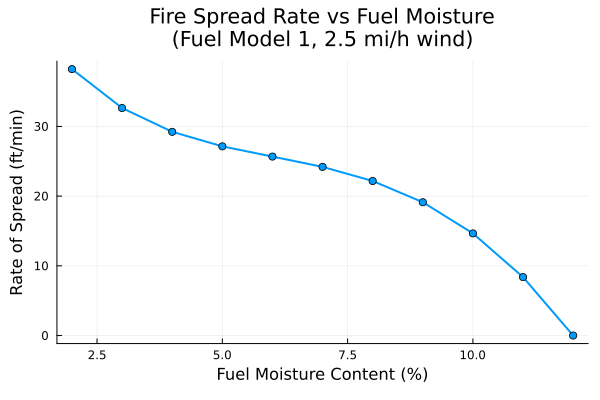 Fire Spread Rate vs Fuel Moisture
(Fuel Model 1, 2.5 mi/h wind)
Rate of Spread (ft/min)
30
20
10
0
2.5 5.0 7.5 10.0
Fuel Moisture Content (%)